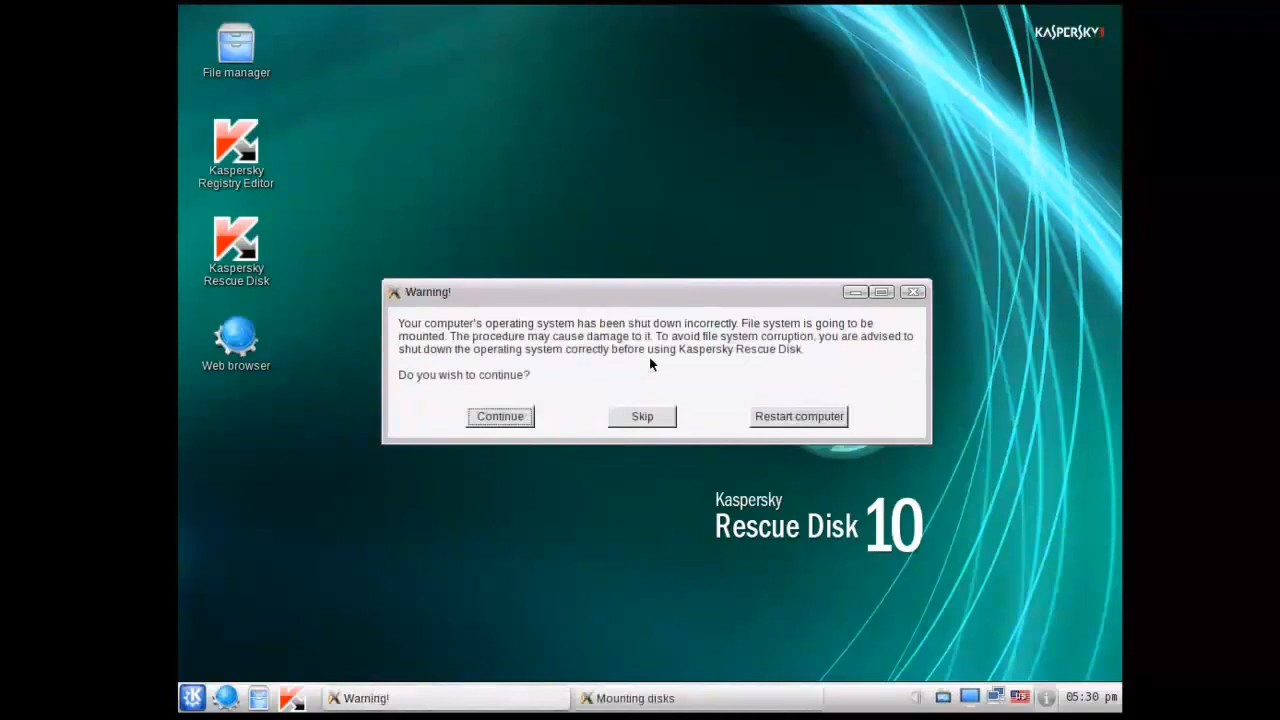 File manager
Kaspersky
Registry Editor
Kaspersky
Rescue Disk
Web browser
KASPERSKY
Warning!
Your computer's operating system has been shut down incorrectly. File system is going to be
mounted. The procedure may cause damage to it. To avoid file system corruption, you are advised to
shut down the operating system correctly before using Kaspersky Rescue Disk.
Do you wish to continue?
Continue
Skip
Restart computer
Kaspersky
Rescue Disk 10
Warning!
Mounting disks
US
05:30 pm